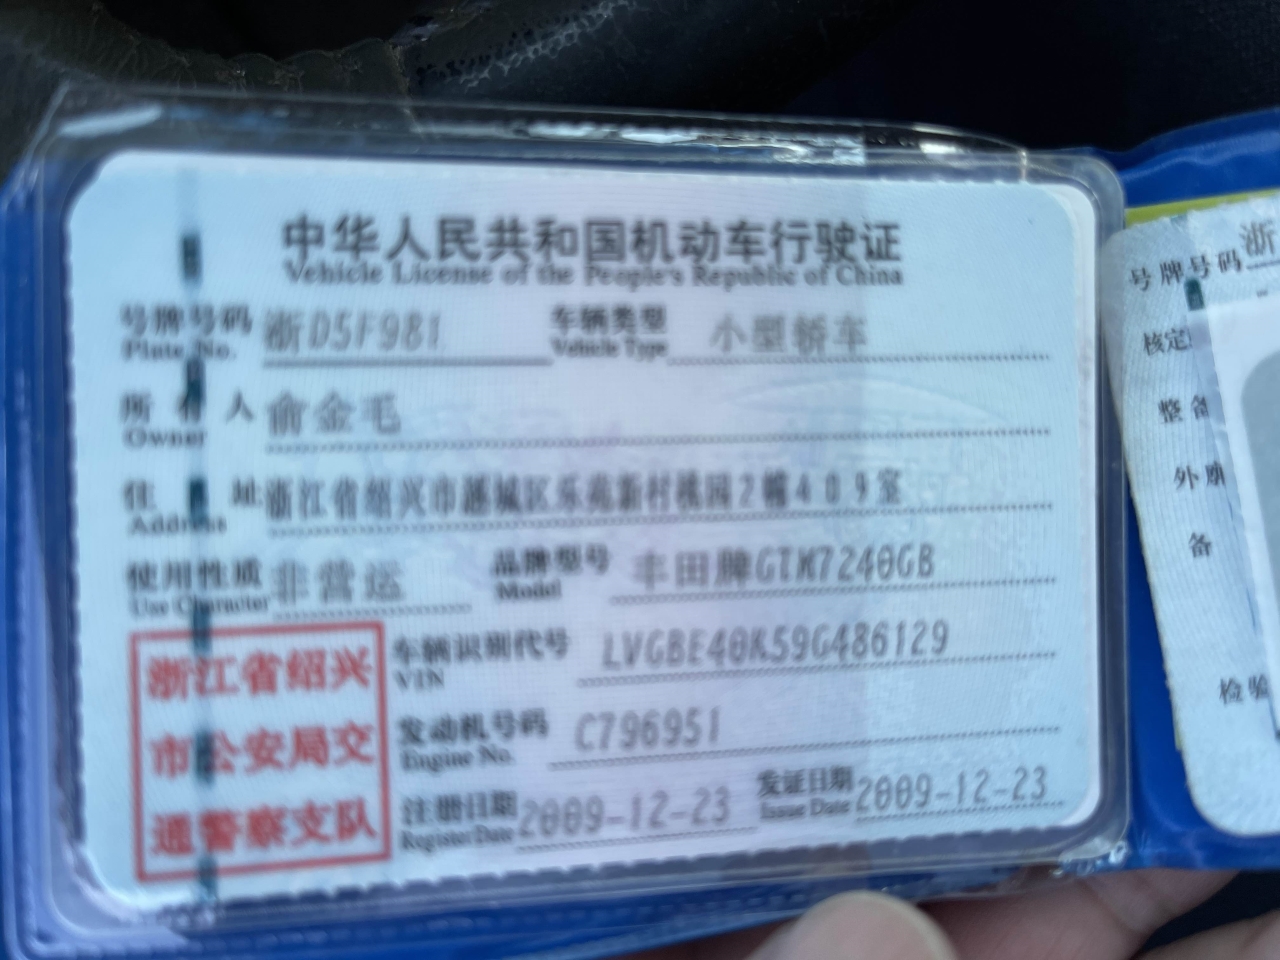 中华人民共和国机动车行驶证
Vehicle License of the People's Republic of China
号牌号码 浙D5F981 车辆类型 小型轿车
Plate No. Vehicle Type
所有人 俞金毛
Owner
住址 浙江省绍兴市越城区乐苑新村桃园2幢409室
Address
使用性质 非营运 品牌型号 丰田牌GTM7240GB
Use Character Model
浙江省绍兴
市公安局交
通警察支队
车辆识别代号 LVGBE40K59G486129
VIN
发动机号码 C796951
Engine No.
注册日期 2009-12-23 发证日期 2009-12-23
Register Date Issue Date
号牌号码 浙
核定
整备
外廓
备
检验